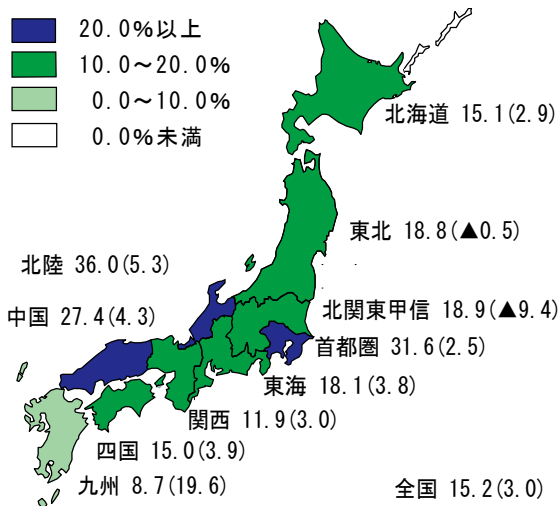 20.0%以上
10.0～20.0%
0.0～10.0%
0.0%未満
北海道 15.1(2.9)
東北 18.8(▲0.5)
北陸 36.0(5.3)
中国 27.4(4.3)
北関東甲信 18.9(▲9.4)
首都圏 31.6(2.5)
東海 18.1(3.8)
関西 11.9(3.0)
四国 15.0(3.9)
九州 8.7(19.6)
全国 15.2(3.0)